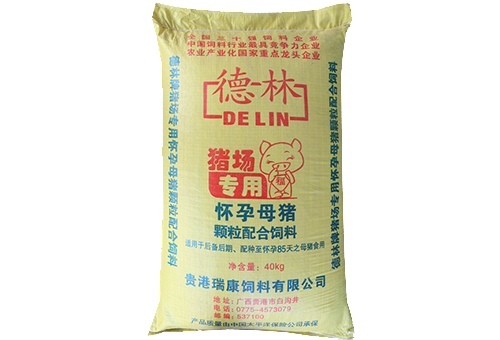 全国三十强饲料企业
中国饲料行业最具竞争力企业
农业产业化国家重点龙头企业
德林
DE LIN
猪场
专用
福
怀孕母猪
颗粒配合饲料
适用于后备后期、配种至怀孕85天之母猪食用
净含量：40kg
贵港瑞康饲料有限公司
地址：广西贵港市白沟井
电话：0775-4573079
邮编：537100
产品质量由中国太平洋保险公司承保
德林牌猪场专用怀孕母猪颗粒配合饲料
德林牌猪场专用怀孕母猪颗粒配合饲料